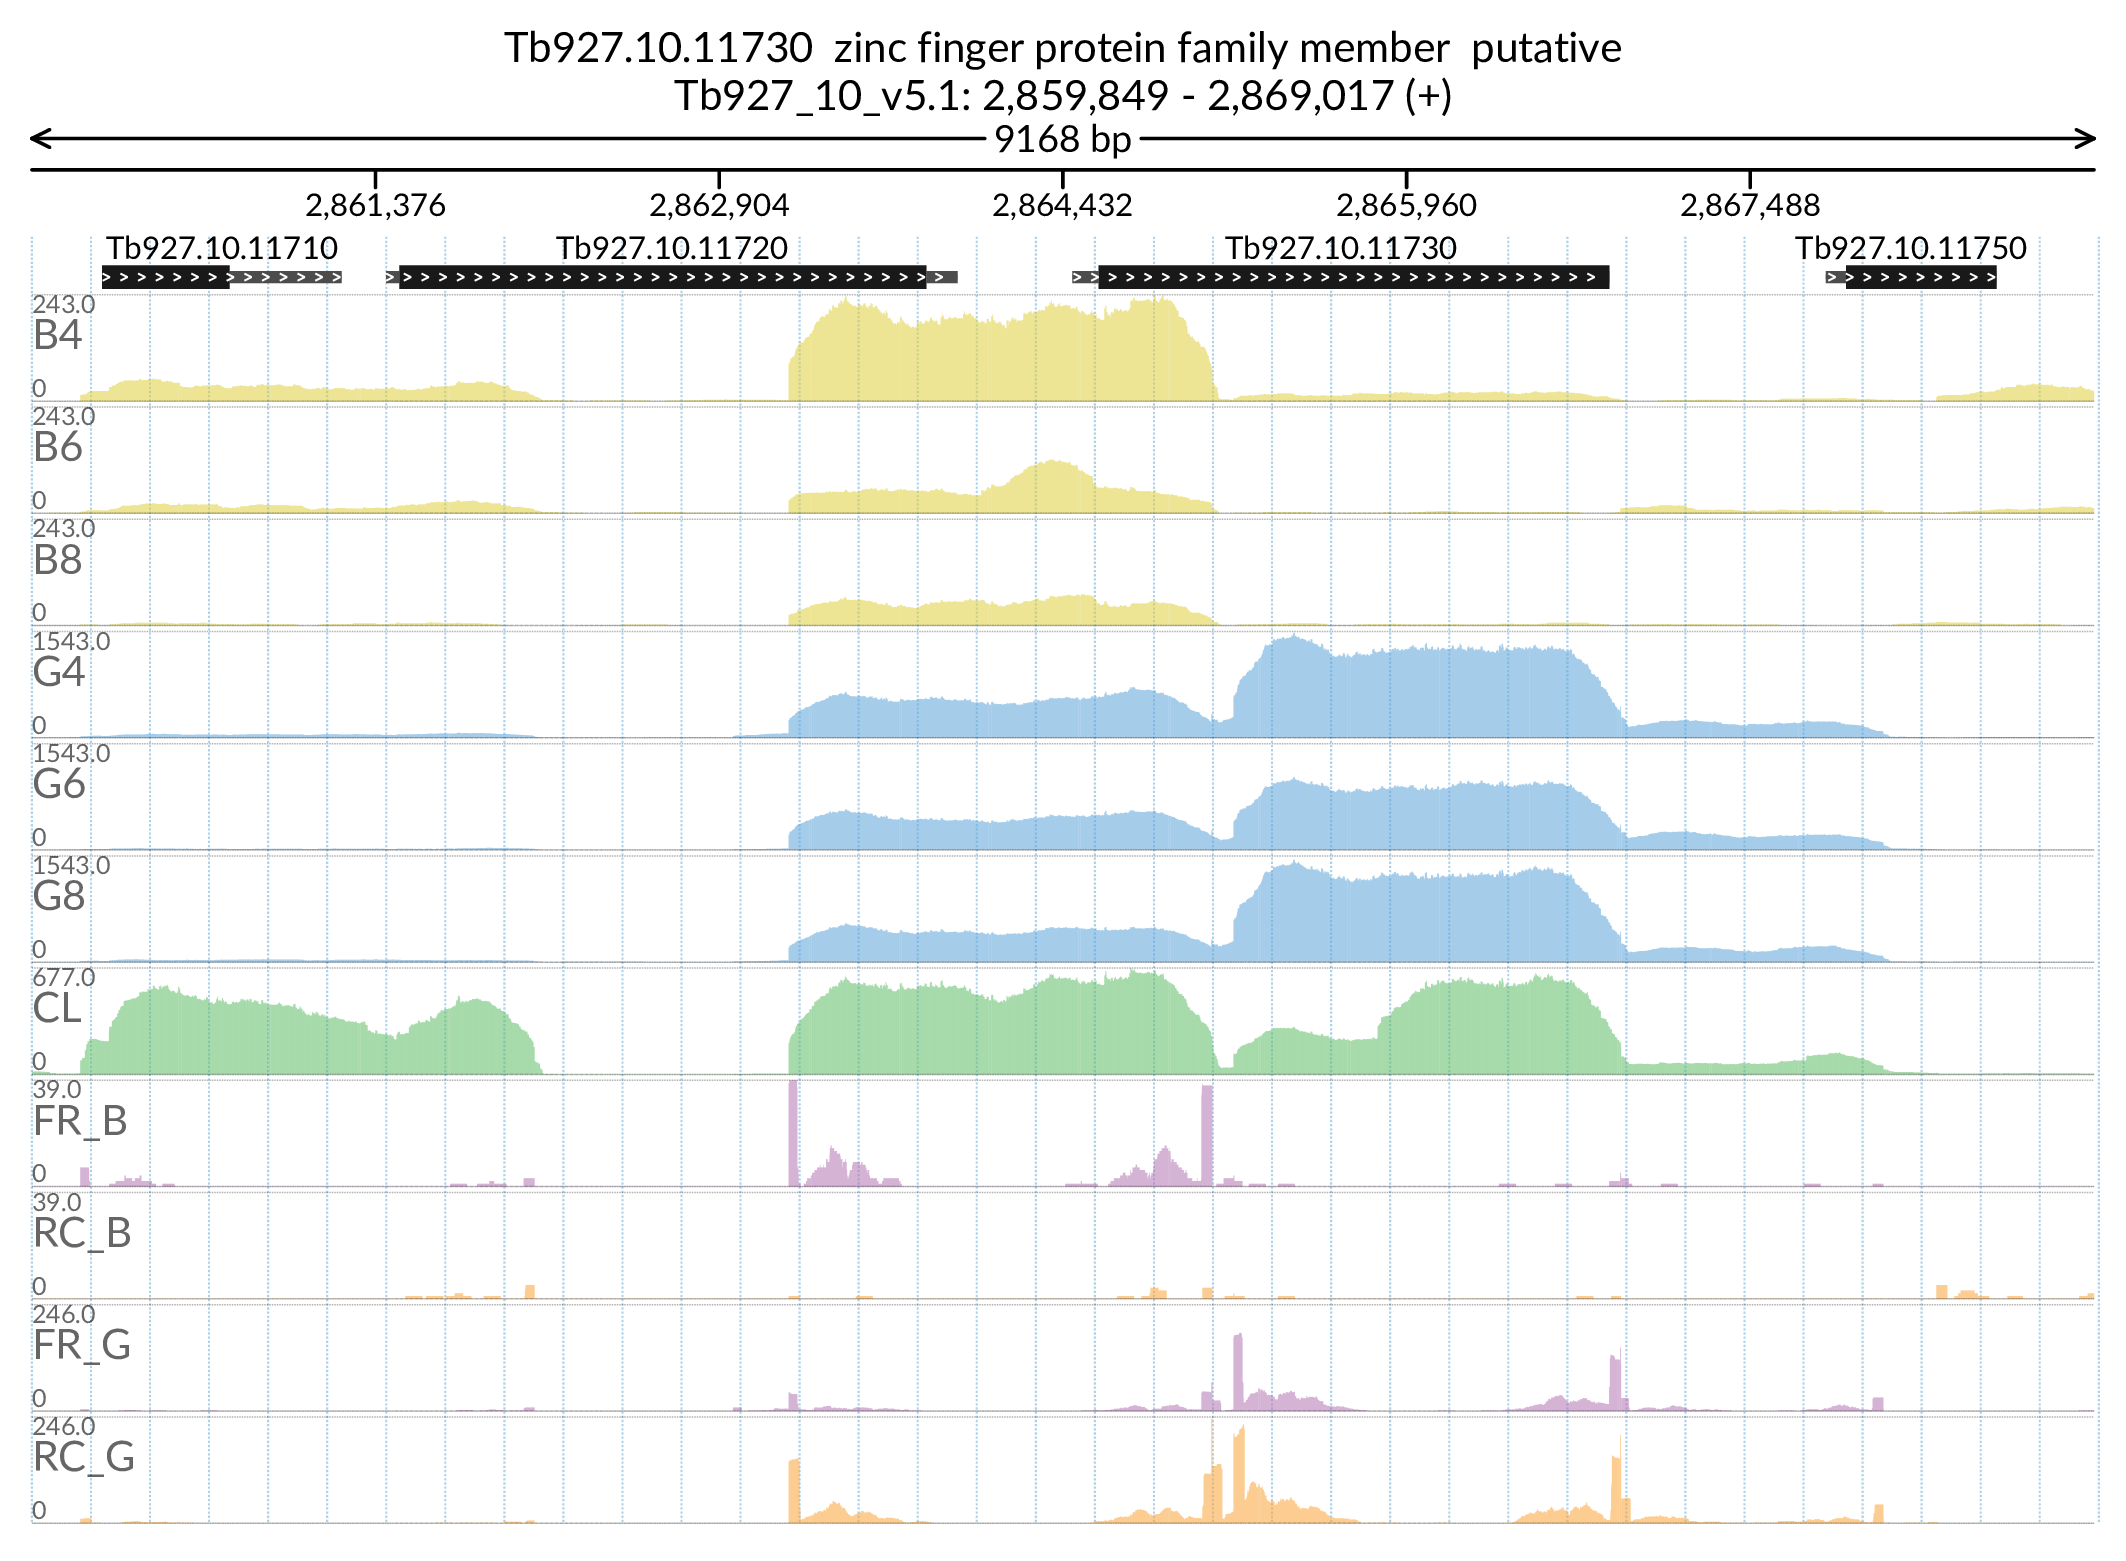 Tb927.10.11730  zinc finger protein family member  putative
Tb927_10_v5.1: 2,859,849 - 2,869,017 (+)
9168 bp
2,861,376 2,862,904 2,864,432 2,865,960 2,867,488
Tb927.10.11710 Tb927.10.11720 Tb927.10.11730 Tb927.10.11750
243.0
B4
0
243.0
B6
0
243.0
B8
0
1543.0
G4
0
1543.0
G6
0
1543.0
G8
0
677.0
CL
0
39.0
FR_B
0
39.0
RC_B
0
246.0
FR_G
0
246.0
RC_G
0